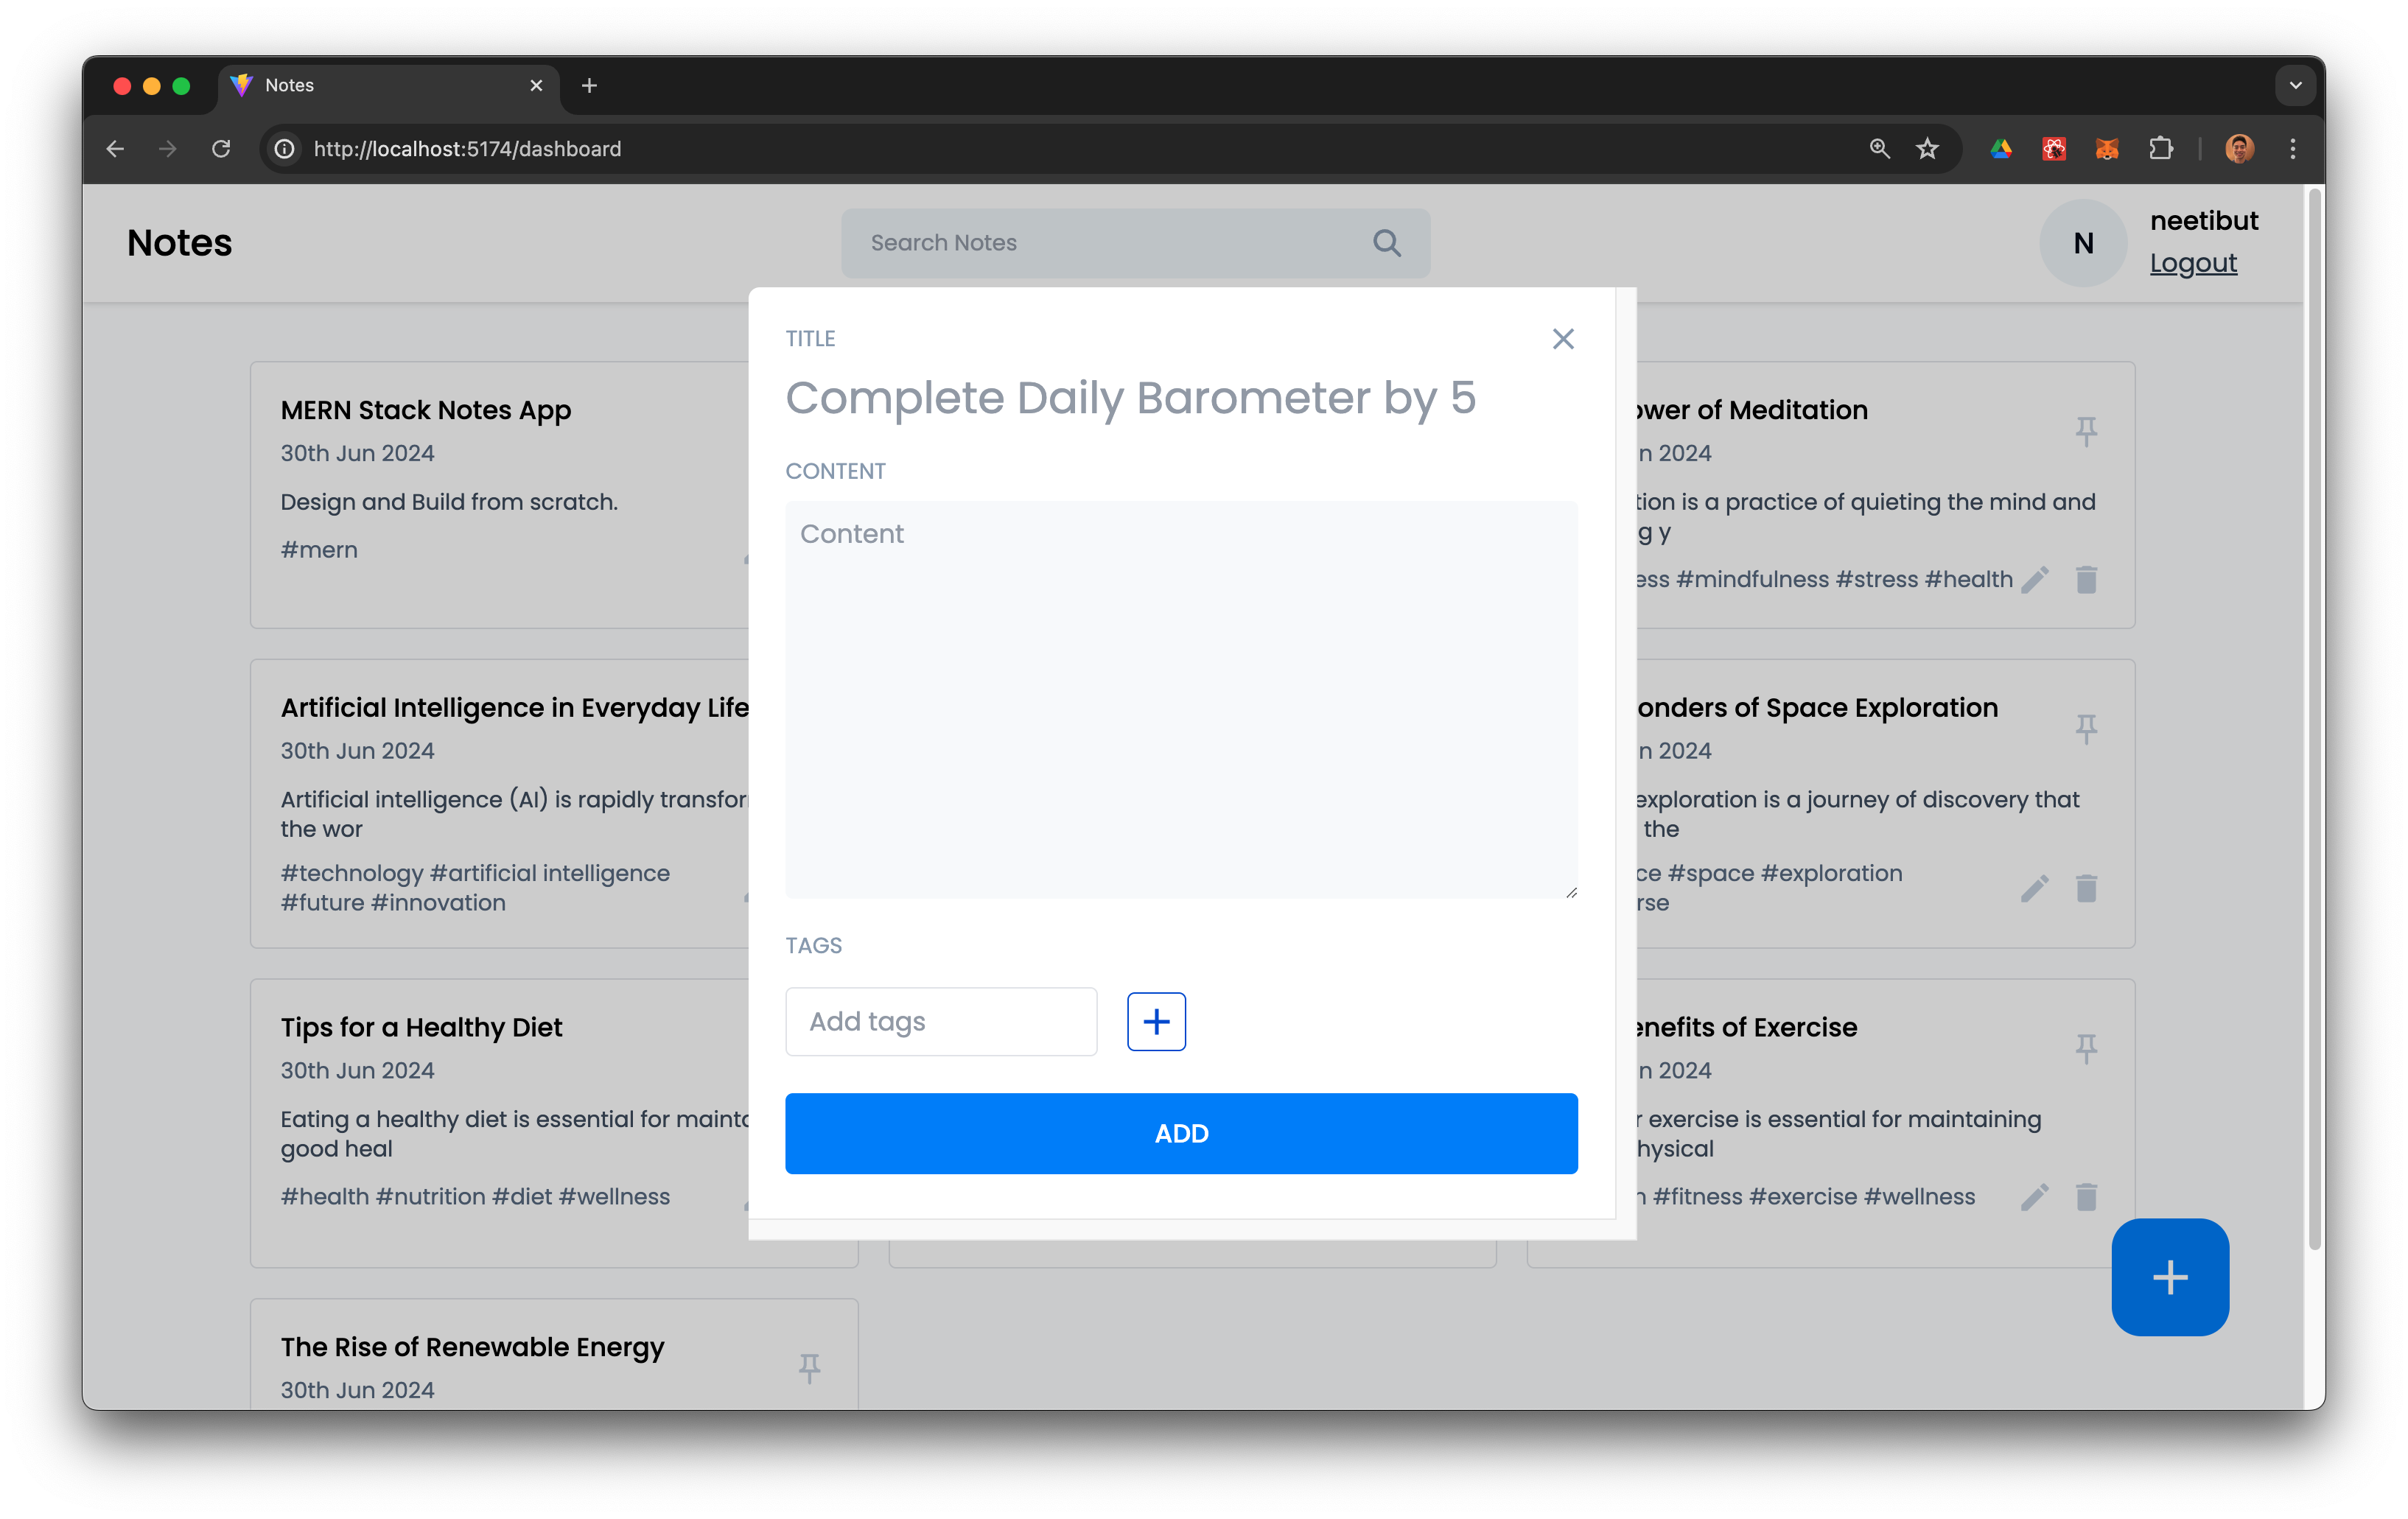 Notes
http://localhost:5174/dashboard
Notes
Search Notes
N
neetibut
Logout
MERN Stack Notes App
30th Jun 2024
Design and Build from scratch.
#mern
Artificial Intelligence in Everyday Life
30th Jun 2024
Artificial intelligence (AI) is rapidly transfor
the wor
#technology #artificial intelligence
#future #innovation
Tips for a Healthy Diet
30th Jun 2024
Eating a healthy diet is essential for mainta
good heal
#health #nutrition #diet #wellness
The Rise of Renewable Energy
30th Jun 2024
TITLE
Complete Daily Barometer by 5
CONTENT
Content
TAGS
Add tags
ADD
ower of Meditation
n 2024
tion is a practice of quieting the mind and
g y
ess #mindfulness #stress #health
onders of Space Exploration
n 2024
exploration is a journey of discovery that
the
ce #space #exploration
rse
enefits of Exercise
n 2024
r exercise is essential for maintaining
hysical
#fitness #exercise #wellness